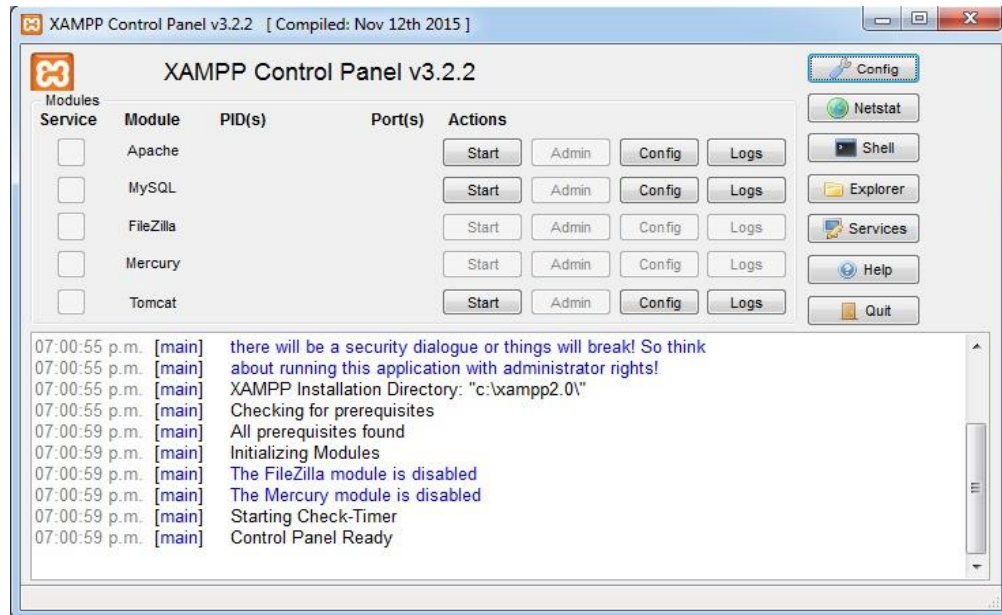 XAMPP Control Panel v3.2.2 [ Compiled: Nov 12th 2015 ]
XAMPP Control Panel v3.2.2
Modules
Service Module PID(s) Port(s) Actions
Apache Start Admin Config Logs
MySQL Start Admin Config Logs
FileZilla Start Admin Config Logs
Mercury Start Admin Config Logs
Tomcat Start Admin Config Logs
Config
Netstat
Shell
Explorer
Services
Help
Quit
07:00:55 p.m. [main] there will be a security dialogue or things will break! So think
07:00:55 p.m. [main] about running this application with administrator rights!
07:00:55 p.m. [main] XAMPP Installation Directory: "c:\xampp2.0\"
07:00:55 p.m. [main] Checking for prerequisites
07:00:59 p.m. [main] All prerequisites found
07:00:59 p.m. [main] Initializing Modules
07:00:59 p.m. [main] The FileZilla module is disabled
07:00:59 p.m. [main] The Mercury module is disabled
07:00:59 p.m. [main] Starting Check-Timer
07:00:59 p.m. [main] Control Panel Ready